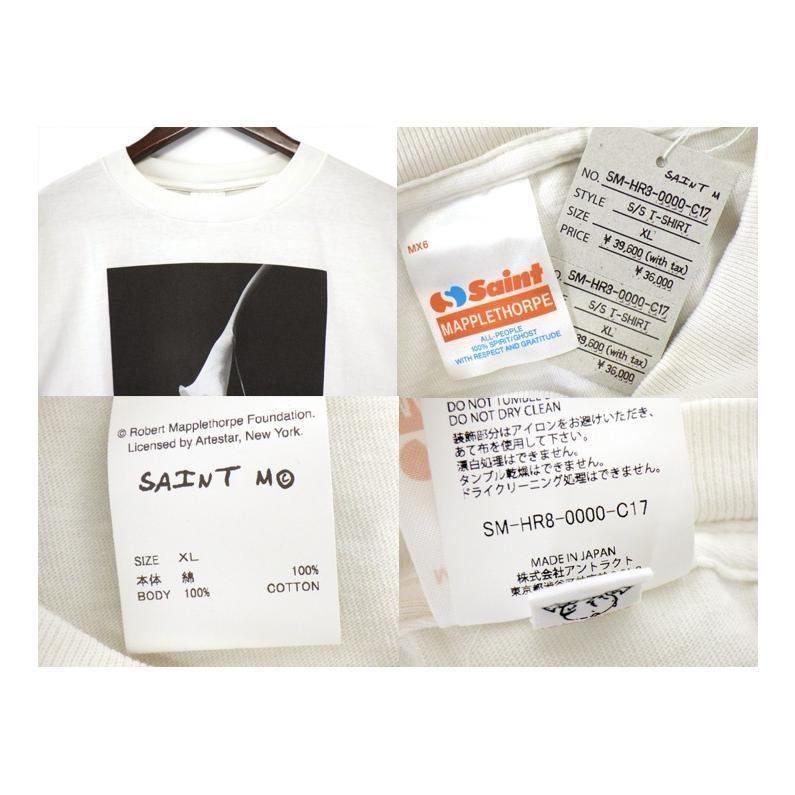 MX6
Saint
MAPPLETHORPE
ALL-PEOPLE
100% SPIRIT/GHOST
WITH RESPECT AND GRATITUDE
SAINT M
NO. SM-HR8-0000-C17
STYLE S/S T-SHIRT
SIZE XL
PRICE ¥ 39,600 (with tax)
¥ 36,000
SM-HR8-0000-C17
S/S T-SHIRT
XL
39,600 (with tax)
¥ 36,000
© Robert Mapplethorpe Foundation.
Licensed by Artestar, New York.
SAINT M©
SIZE XL
本体 綿 100%
BODY 100% COTTON
DO NOT TUMBLE
DO NOT DRY CLEAN
装飾部分はアイロンをお避けいただき、
あて布を使用して下さい。
漂白処理はできません。
タンブル乾燥はできません。
ドライクリーニング処理はできません。
SM-HR8-0000-C17
MADE IN JAPAN
株式会社アントラクト
東京都渋谷区